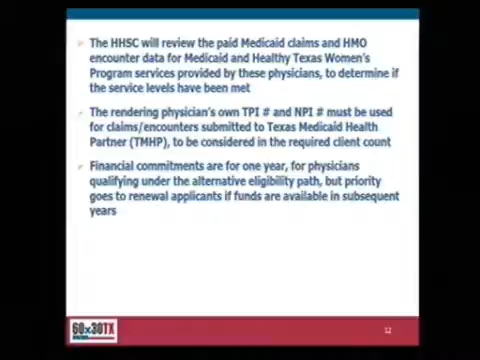 The HHSC will review the paid Medicaid claims and HMO
encounter data for Medicaid and Healthy Texas Women's
Program services provided by these physicians, to determine if
the service levels have been met
The rendering physician's own TPI # and NPI # must be used
for claims/encounters submitted to Texas Medicaid Health
Partner (TMHP), to be considered in the required client count
Financial commitments are for one year, for physicians
qualifying under the alternative eligibility path, but priority
goes to renewal applicants if funds are available in subsequent
years
60x30TX
12